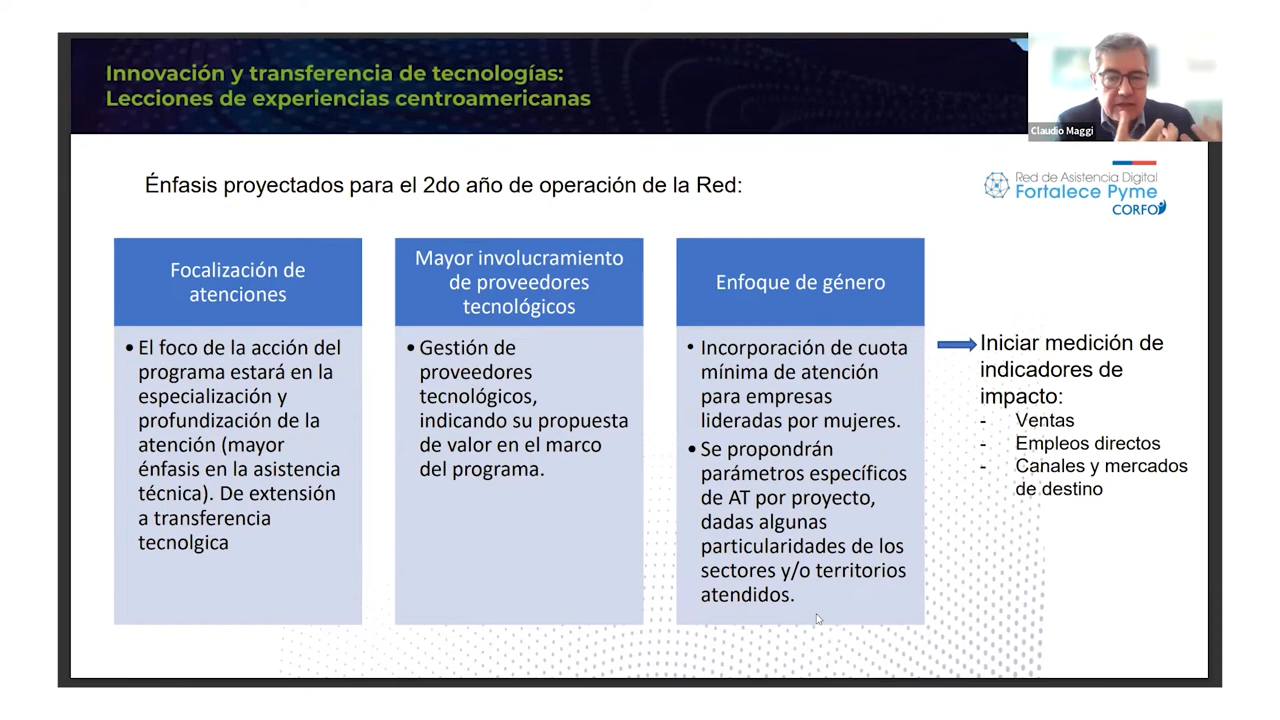 Innovación y transferencia de tecnologías:
Lecciones de experiencias centroamericanas
Claudio Maggi
Énfasis proyectados para el 2do año de operación de la Red:
Red de Asistencia Digital
Fortalece Pyme
CORFO
Focalización de
atenciones
• El foco de la acción del
programa estará en la
especialización y
profundización de la
atención (mayor
énfasis en la asistencia
técnica). De extensión
a transferencia
tecnolgica
Mayor involucramiento
de proveedores
tecnológicos
• Gestión de
proveedores
tecnológicos,
indicando su propuesta
de valor en el marco
del programa.
Enfoque de género
• Incorporación de cuota
mínima de atención
para empresas
lideradas por mujeres.
• Se propondrán
parámetros específicos
de AT por proyecto,
dadas algunas
particularidades de los
sectores y/o territorios
atendidos.
Iniciar medición de
indicadores de
impacto:
- Ventas
- Empleos directos
- Canales y mercados
de destino